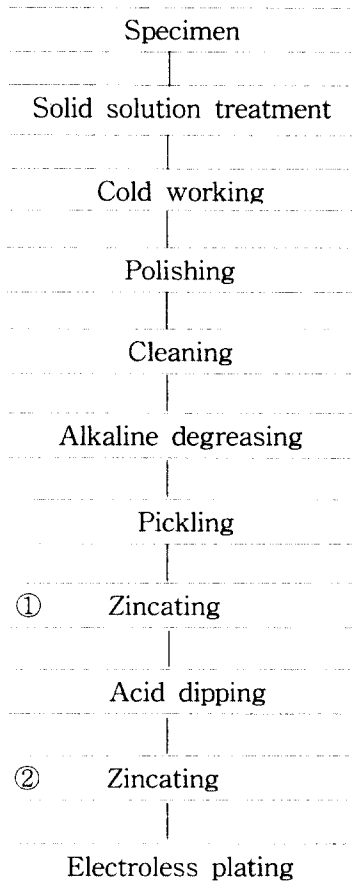 Specimen
Solid solution treatment
Cold working
Polishing
Cleaning
Alkaline degreasing
Pickling
① Zincating
Acid dipping
② Zincating
Electroless plating